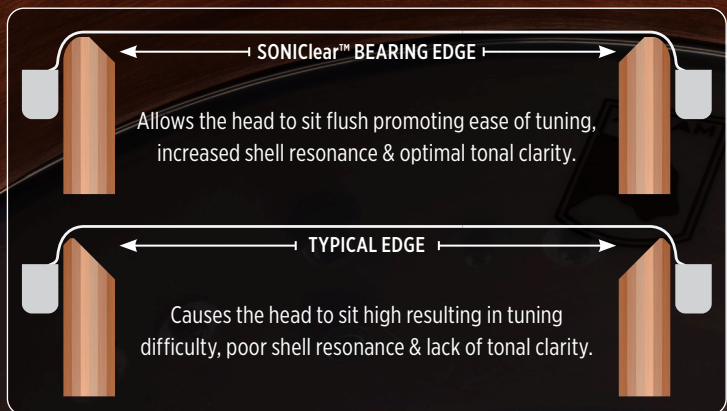 SONIClear™ BEARING EDGE
Allows the head to sit flush promoting ease of tuning,
increased shell resonance & optimal tonal clarity.
TYPICAL EDGE
Causes the head to sit high resulting in tuning
difficulty, poor shell resonance & lack of tonal clarity.